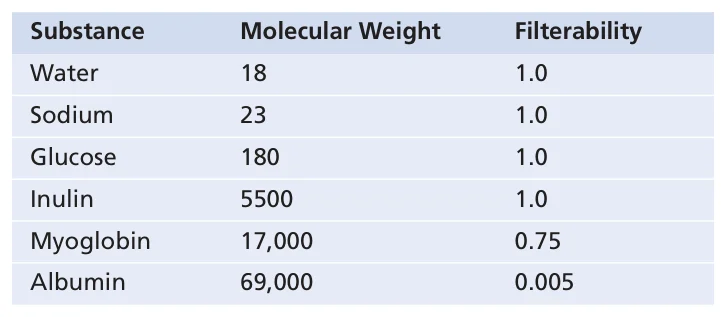 Substance Molecular Weight Filterability
Water 18 1.0
Sodium 23 1.0
Glucose 180 1.0
Inulin 5500 1.0
Myoglobin 17,000 0.75
Albumin 69,000 0.005